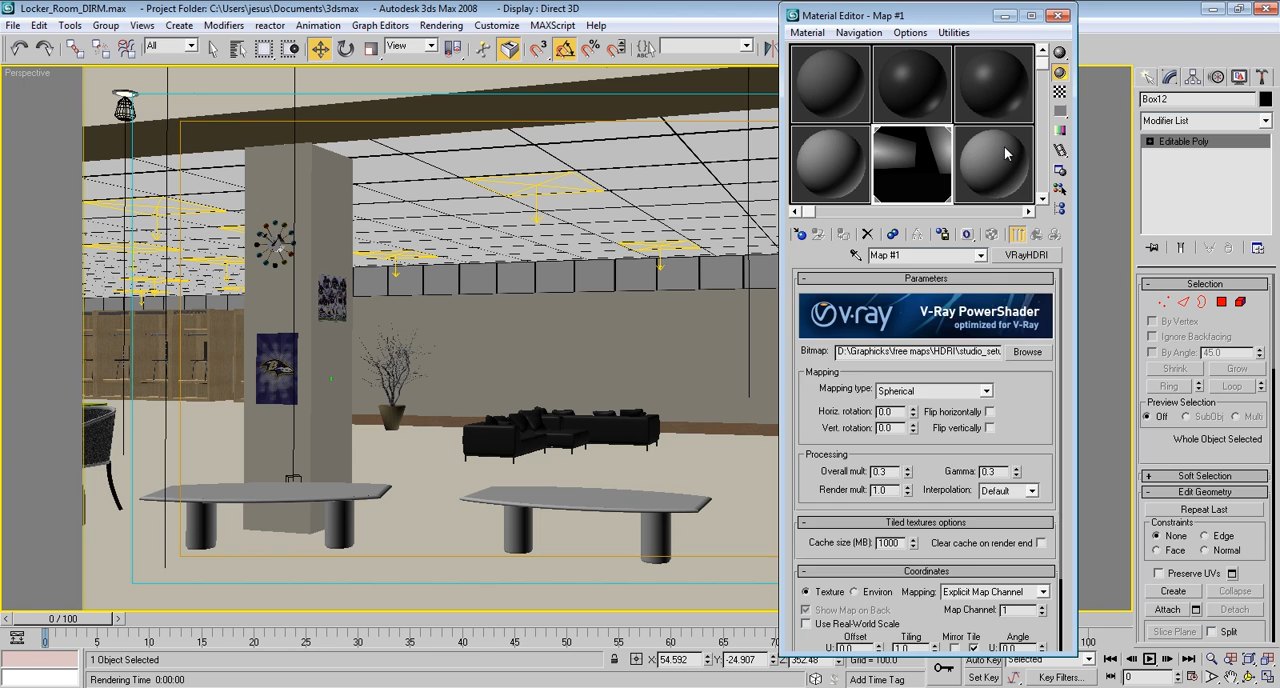 Locker_Room_DIRM.max - Project Folder: C:\Users\jesus\Documents\3dsmax - Autodesk 3ds Max 2008 - Display : Direct 3D
File Edit Tools Group Views Create Modifiers reactor Animation Graph Editors Rendering Customize MAXScript Help
All View
Perspective
Material Editor - Map #1
Material Navigation Options Utilities
Map #1 VRayHDRI
- Parameters
v·ray V-Ray PowerShader
optimized for V-Ray
Bitmap: D:\Graphicks\free maps\HDRI\studio_setu Browse
Mapping
Mapping type: Spherical
Horiz. rotation: 0.0 Flip horizontally
Vert. rotation: 0.0 Flip vertically
Processing
Overall mult: 0.3 Gamma: 0.3
Render mult: 1.0 Interpolation: Default
- Tiled textures options
Cache size (MB): 1000 Clear cache on render end
- Coordinates
Texture Environ Mapping: Explicit Map Channel
Show Map on Back Map Channel: 1
Use Real-World Scale
Offset Tiling Mirror Tile Angle
U: 0.0 1.0 U: 0.0
Box12
Modifier List
Editable Poly
- Selection
By Vertex
Ignore Backfacing
By Angle: 45.0
Shrink Grow
Ring Loop
Preview Selection
Off SubObj Multi
Whole Object Selected
+ Soft Selection
- Edit Geometry
Repeat Last
Constraints
None Edge
Face Normal
Preserve UVs
Create Collapse
Attach Detach
Slice Plane Split
0 / 100
0 5 10 15 20 25 30 35 40 45 50 55 60 65 100
1 Object Selected X: 54.592 Y: -24.907 Z: 352.48 Grid = 100.0 Auto Key Selected
Rendering Time 0:00:00 Add Time Tag Set Key Key Filters... 0